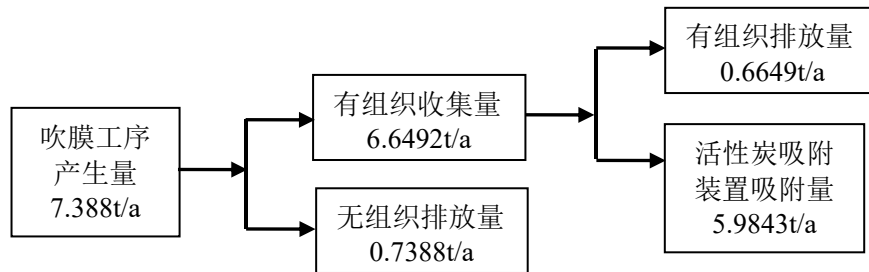 吹膜工序
产生量
7.388t/a
有组织收集量
6.6492t/a
无组织排放量
0.7388t/a
有组织排放量
0.6649t/a
活性炭吸附
装置吸附量
5.9843t/a